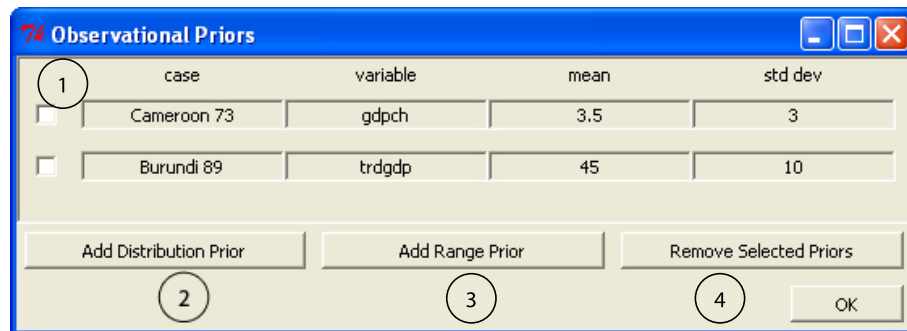 7% Observational Priors
1 case variable mean std dev
Cameroon 73 gdpch 3.5 3
Burundi 89 trdgdp 45 10
Add Distribution Prior Add Range Prior Remove Selected Priors
2 3 4 OK